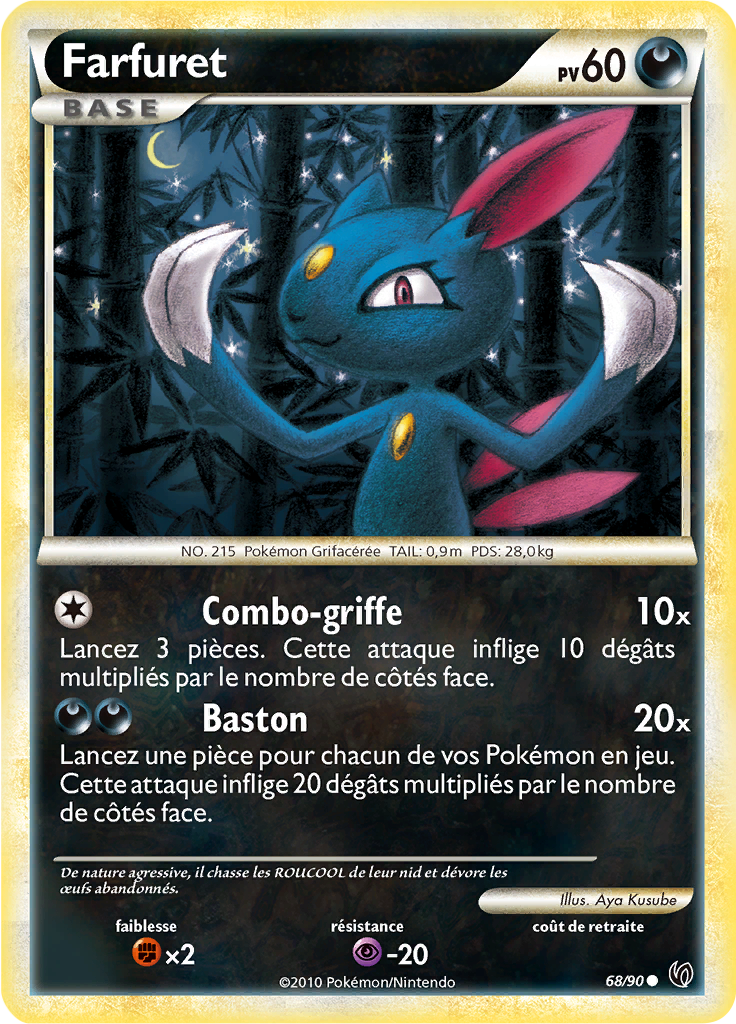 Farfuret
PV60
BASE
NO. 215 Pokémon Grifacérée TAIL: 0,9m PDS: 28,0kg
Combo-griffe 10x
Lancez 3 pièces. Cette attaque inflige 10 dégâts
multipliés par le nombre de côtés face.
Baston 20x
Lancez une pièce pour chacun de vos Pokémon en jeu.
Cette attaque inflige 20 dégâts multipliés par le nombre
de côtés face.
De nature agressive, il chasse les ROUCOOL de leur nid et dévore les
œufs abandonnés.
Illus. Aya Kusube
faiblesse résistance coût de retraite
×2 -20
©2010 Pokémon/Nintendo 68/90